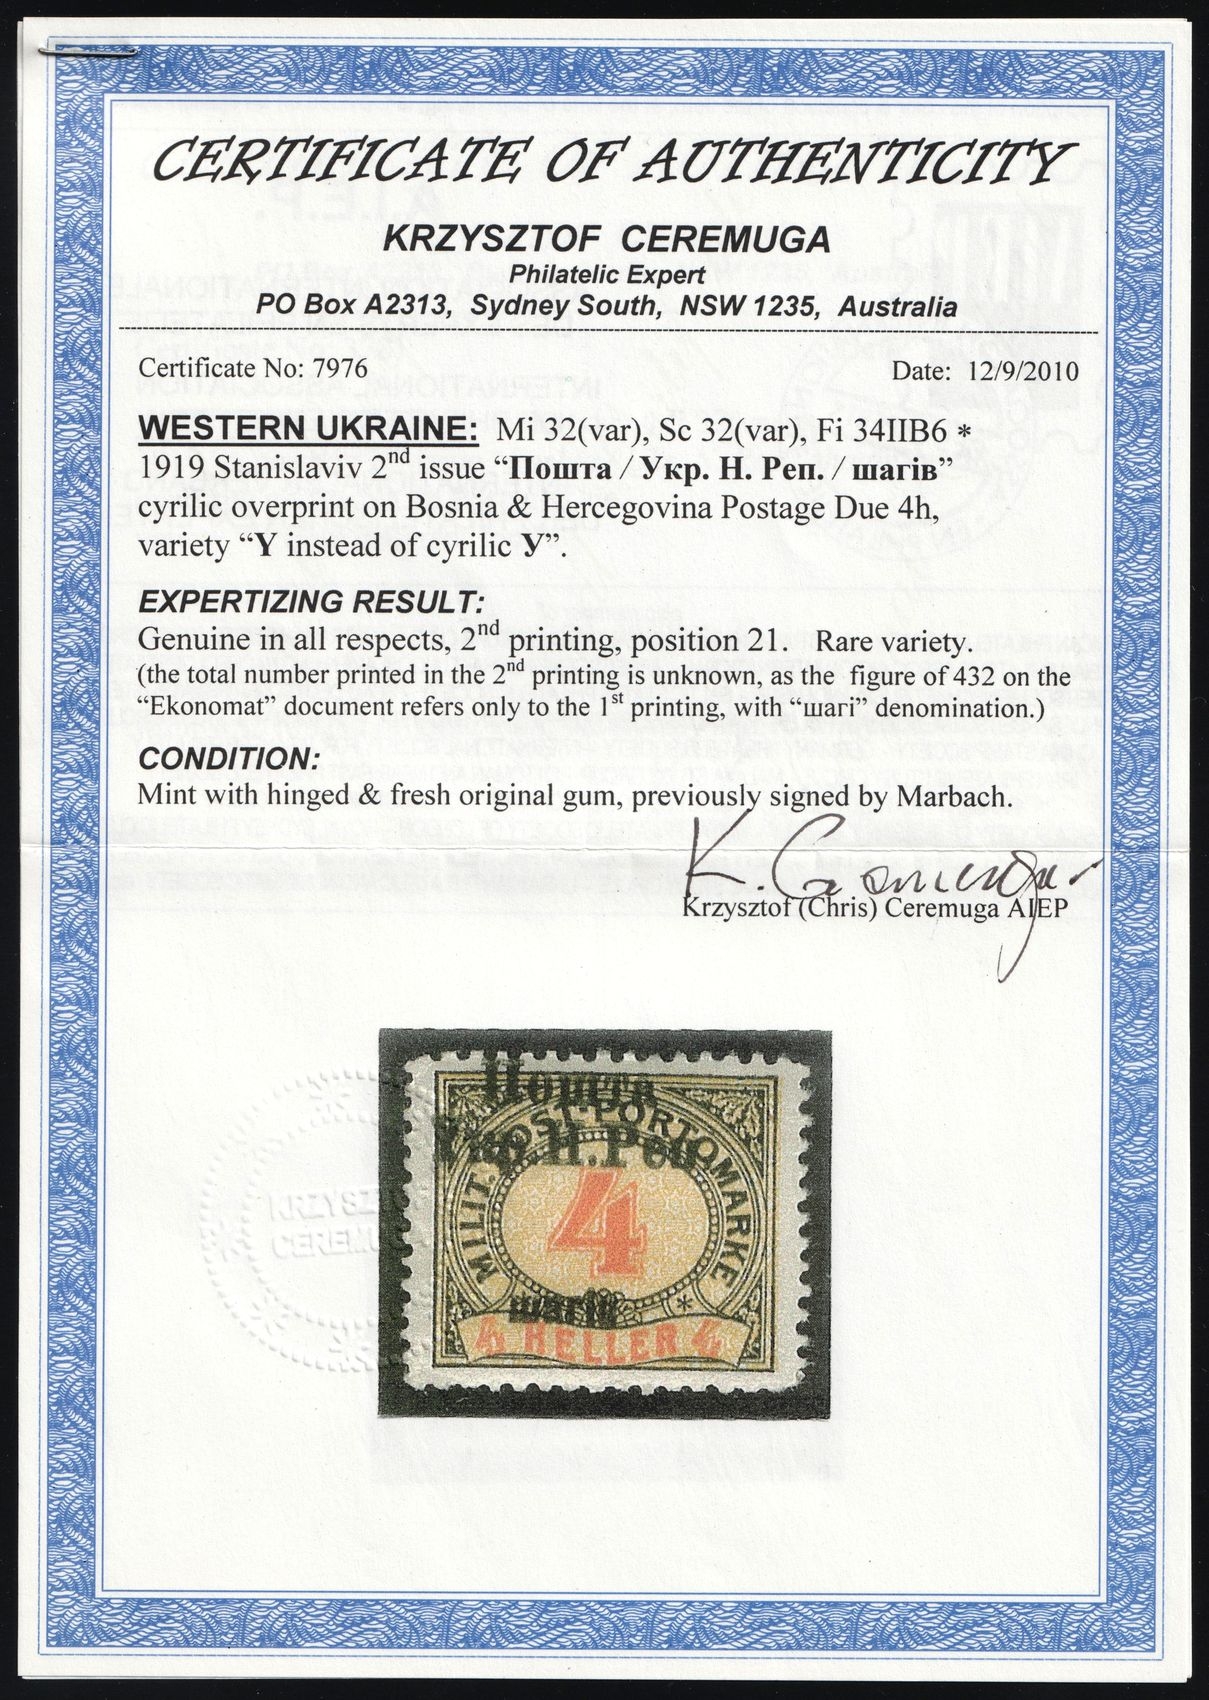 CERTIFICATE OF AUTHENTICITY
KRZYSZTOF CEREMUGA
Philatelic Expert
PO Box A2313, Sydney South, NSW 1235, Australia
Certificate No: 7976 Date: 12/9/2010
WESTERN UKRAINE: Mi 32(var), Sc 32(var), Fi 34IIB6 *
1919 Stanislaviv 2nd issue “Пошта / Укр. Н. Реп. / шагів”
cyrilic overprint on Bosnia & Hercegovina Postage Due 4h,
variety “Y instead of cyrilic У”.
EXPERTIZING RESULT:
Genuine in all respects, 2nd printing, position 21. Rare variety.
(the total number printed in the 2nd printing is unknown, as the figure of 432 on the
“Ekonomat” document refers only to the 1st printing, with “шагі” denomination.)
CONDITION:
Mint with hinged & fresh original gum, previously signed by Marbach.
K. Ceremuga
Krzysztof (Chris) Ceremuga AIEP
Пошта
Укр.Н.Реп.
MILIT. POST-PORTOMARKE
4
шагів
4 HELLER 4
KRZYSZTOF
CEREMUGA